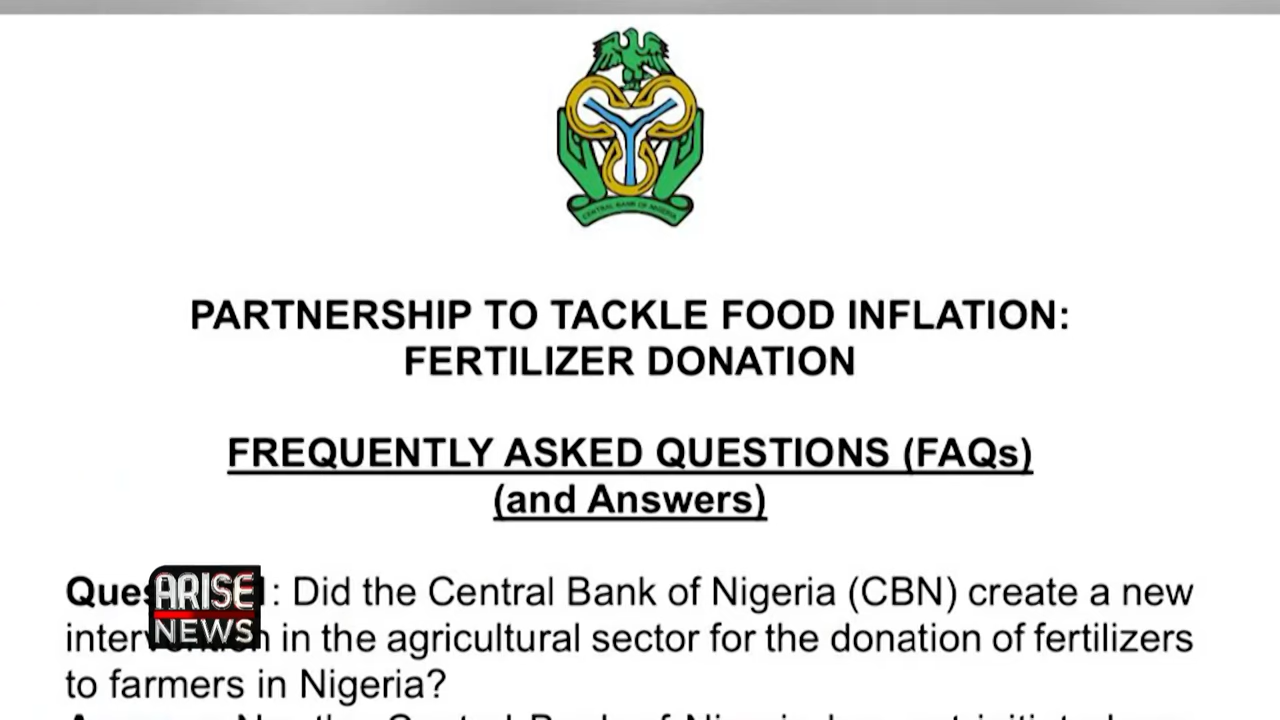 CENTRAL BANK OF NIGERIA
PARTNERSHIP TO TACKLE FOOD INFLATION:
FERTILIZER DONATION
FREQUENTLY ASKED QUESTIONS (FAQs)
(and Answers)
: Did the Central Bank of Nigeria (CBN) create a new
in the agricultural sector for the donation of fertilizers
to farmers in Nigeria?
ARISE
NEWS